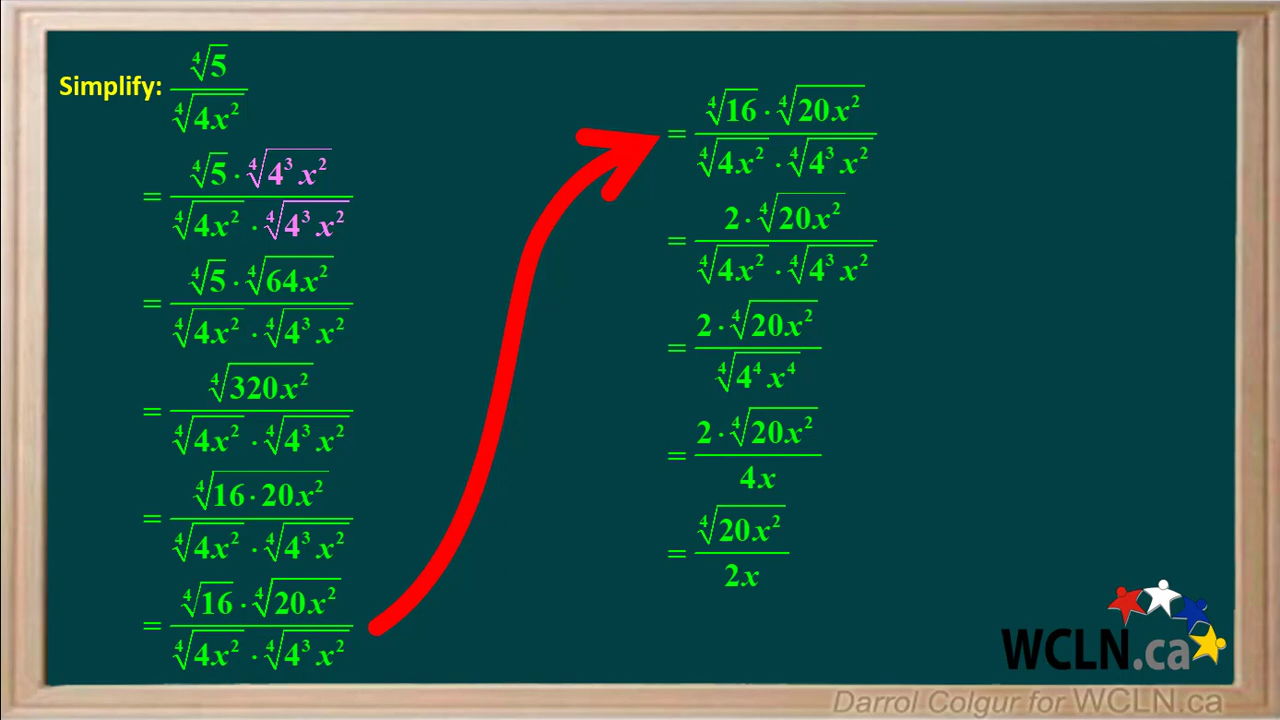 Simplify: ∜5 / ∜(4x²)
= (∜5 · ∜(4³x²)) / (∜(4x²) · ∜(4³x²))
= (∜5 · ∜(64x²)) / (∜(4x²) · ∜(4³x²))
= ∜(320x²) / (∜(4x²) · ∜(4³x²))
= ∜(16·20x²) / (∜(4x²) · ∜(4³x²))
= (∜16 · ∜(20x²)) / (∜(4x²) · ∜(4³x²))
= (∜16 · ∜(20x²)) / (∜(4x²) · ∜(4³x²))
= (2 · ∜(20x²)) / (∜(4x²) · ∜(4³x²))
= (2 · ∜(20x²)) / ∜(4⁴x⁴)
= (2 · ∜(20x²)) / 4x
= ∜(20x²) / 2x
WCLN.ca
Darrol Colgur for WCLN.ca